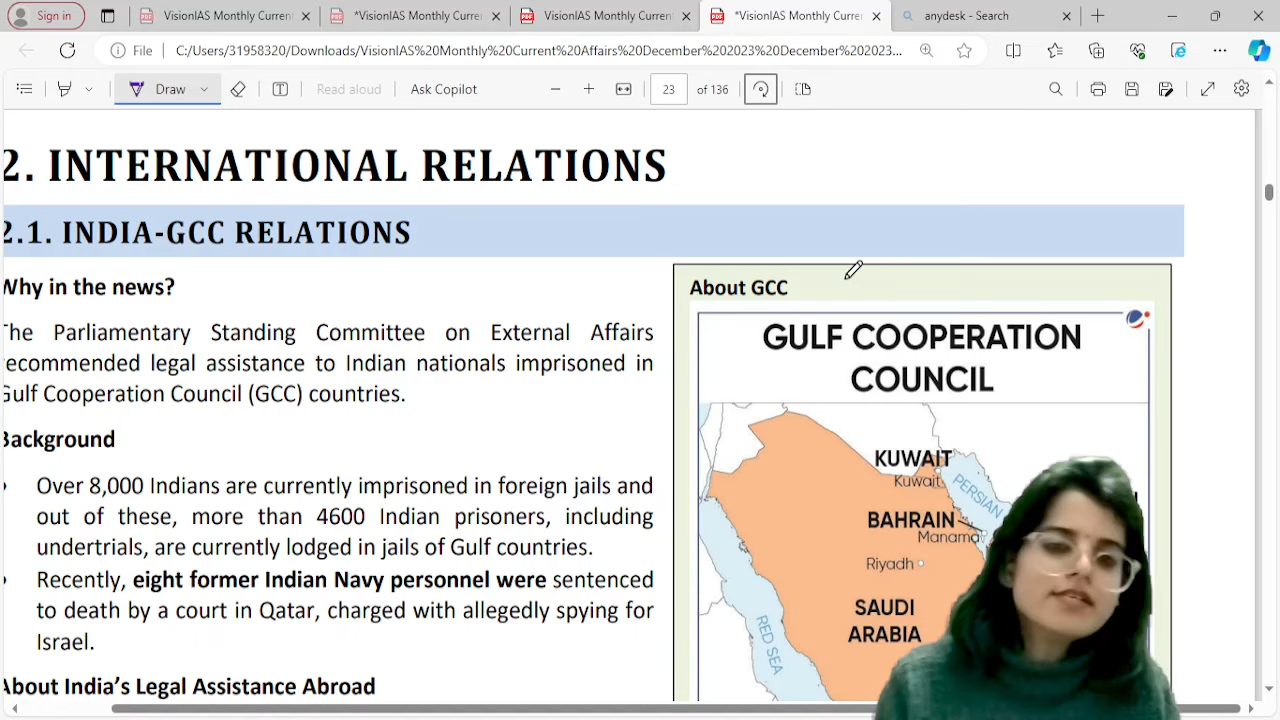 Sign in
VisionIAS Monthly Current
*VisionIAS Monthly Curre
VisionIAS Monthly Current
*VisionIAS Monthly Curre
anydesk - Search
File
C:/Users/31958320/Downloads/VisionIAS%20Monthly%20Current%20Affairs%20December%202023%20December%202023...
Draw
Read aloud
Ask Copilot
23
of 136
2. INTERNATIONAL RELATIONS
2.1. INDIA-GCC RELATIONS
Why in the news?
The Parliamentary Standing Committee on External Affairs
recommended legal assistance to Indian nationals imprisoned in
Gulf Cooperation Council (GCC) countries.
Background
Over 8,000 Indians are currently imprisoned in foreign jails and
out of these, more than 4600 Indian prisoners, including
undertrials, are currently lodged in jails of Gulf countries.
Recently, eight former Indian Navy personnel were sentenced
to death by a court in Qatar, charged with allegedly spying for
Israel.
About India's Legal Assistance Abroad
About GCC
GULF COOPERATION
COUNCIL
KUWAIT
Kuwait
PERSIAN
BAHRAIN
Manama
Riyadh
SAUDI
ARABIA
RED SEA